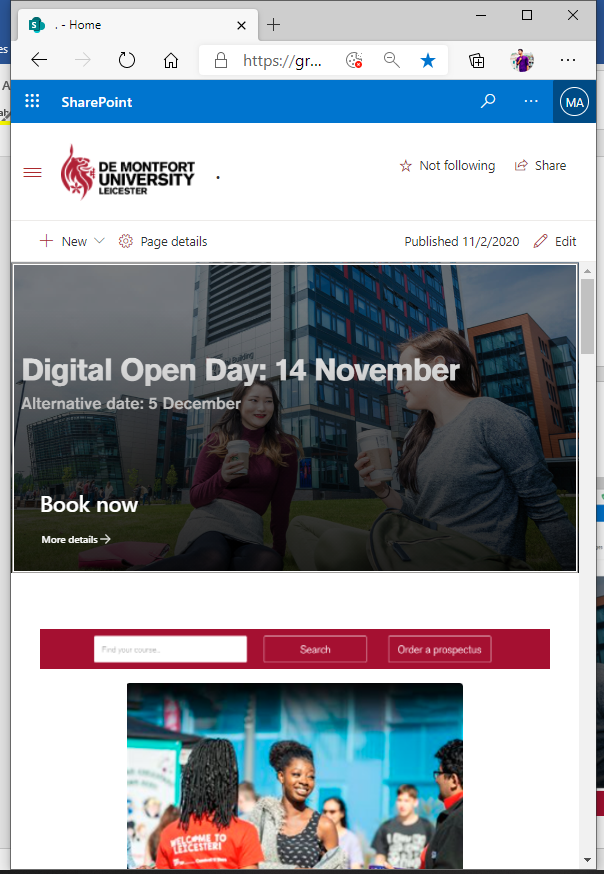 . - Home
https://gr...
SharePoint
MA
DE MONTFORT
UNIVERSITY
LEICESTER
.
Not following
Share
New
Page details
Published 11/2/2020
Edit
Digital Open Day: 14 November
Alternative date: 5 December
Book now
More details
Find your course..
Search
Order a prospectus
WELCOME TO
LEICESTER!